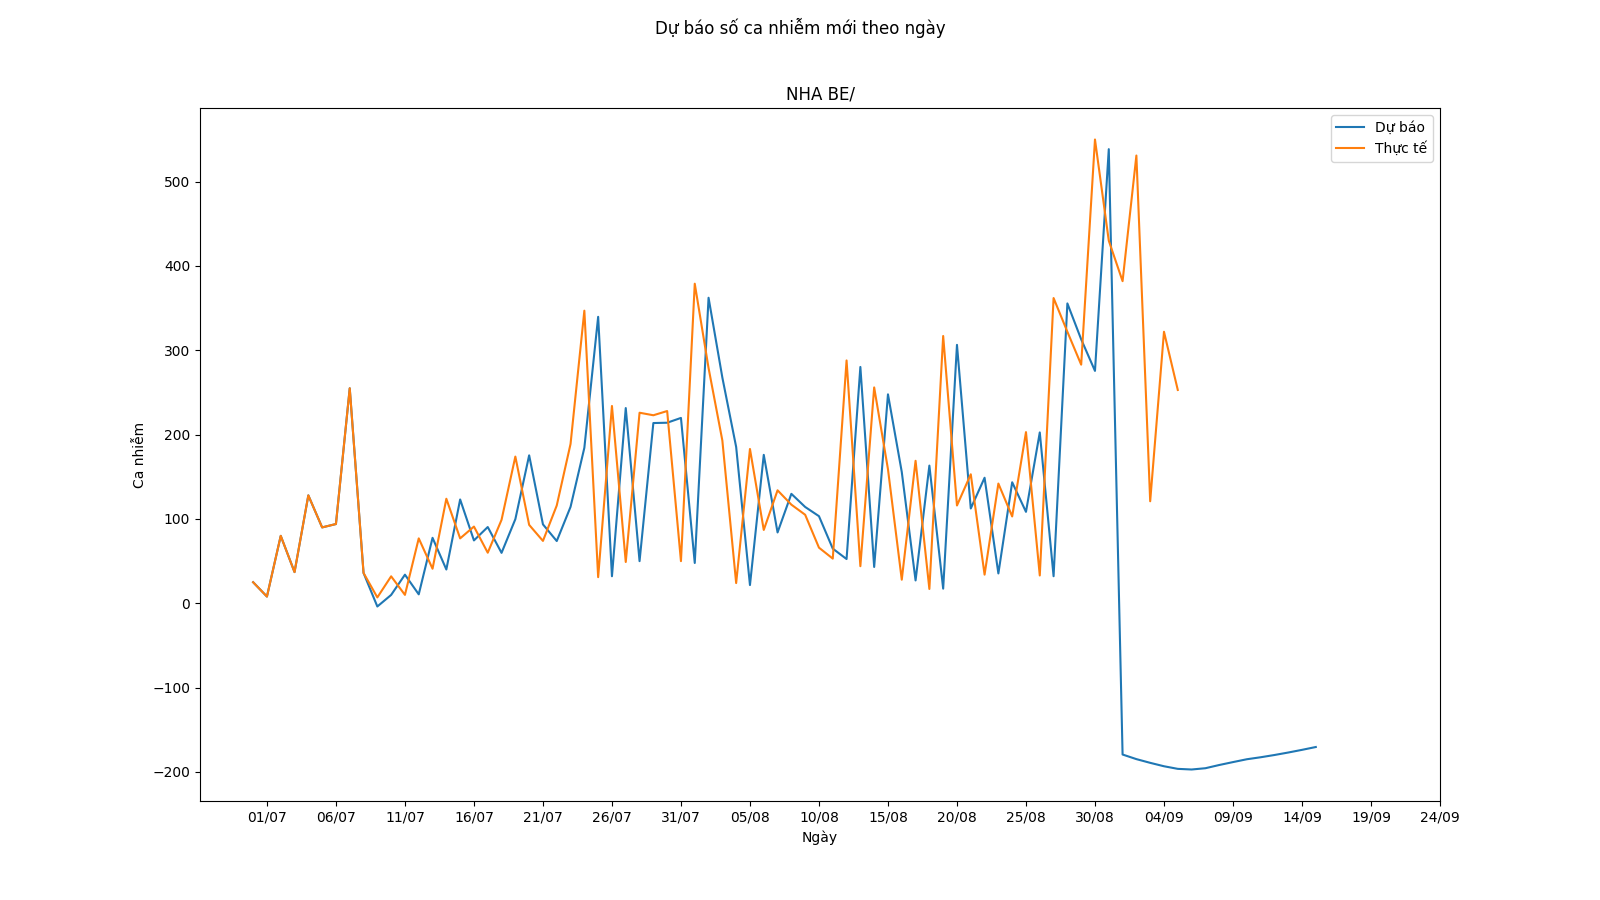 Dự báo số ca nhiễm mới theo ngày
NHA BE/
Dự báo
Thực tế
500
400
300
200
100
0
−100
−200
Ca nhiễm
01/07 06/07 11/07 16/07 21/07 26/07 31/07 05/08 10/08 15/08 20/08 25/08 30/08 04/09 09/09 14/09 19/09 24/09
Ngày